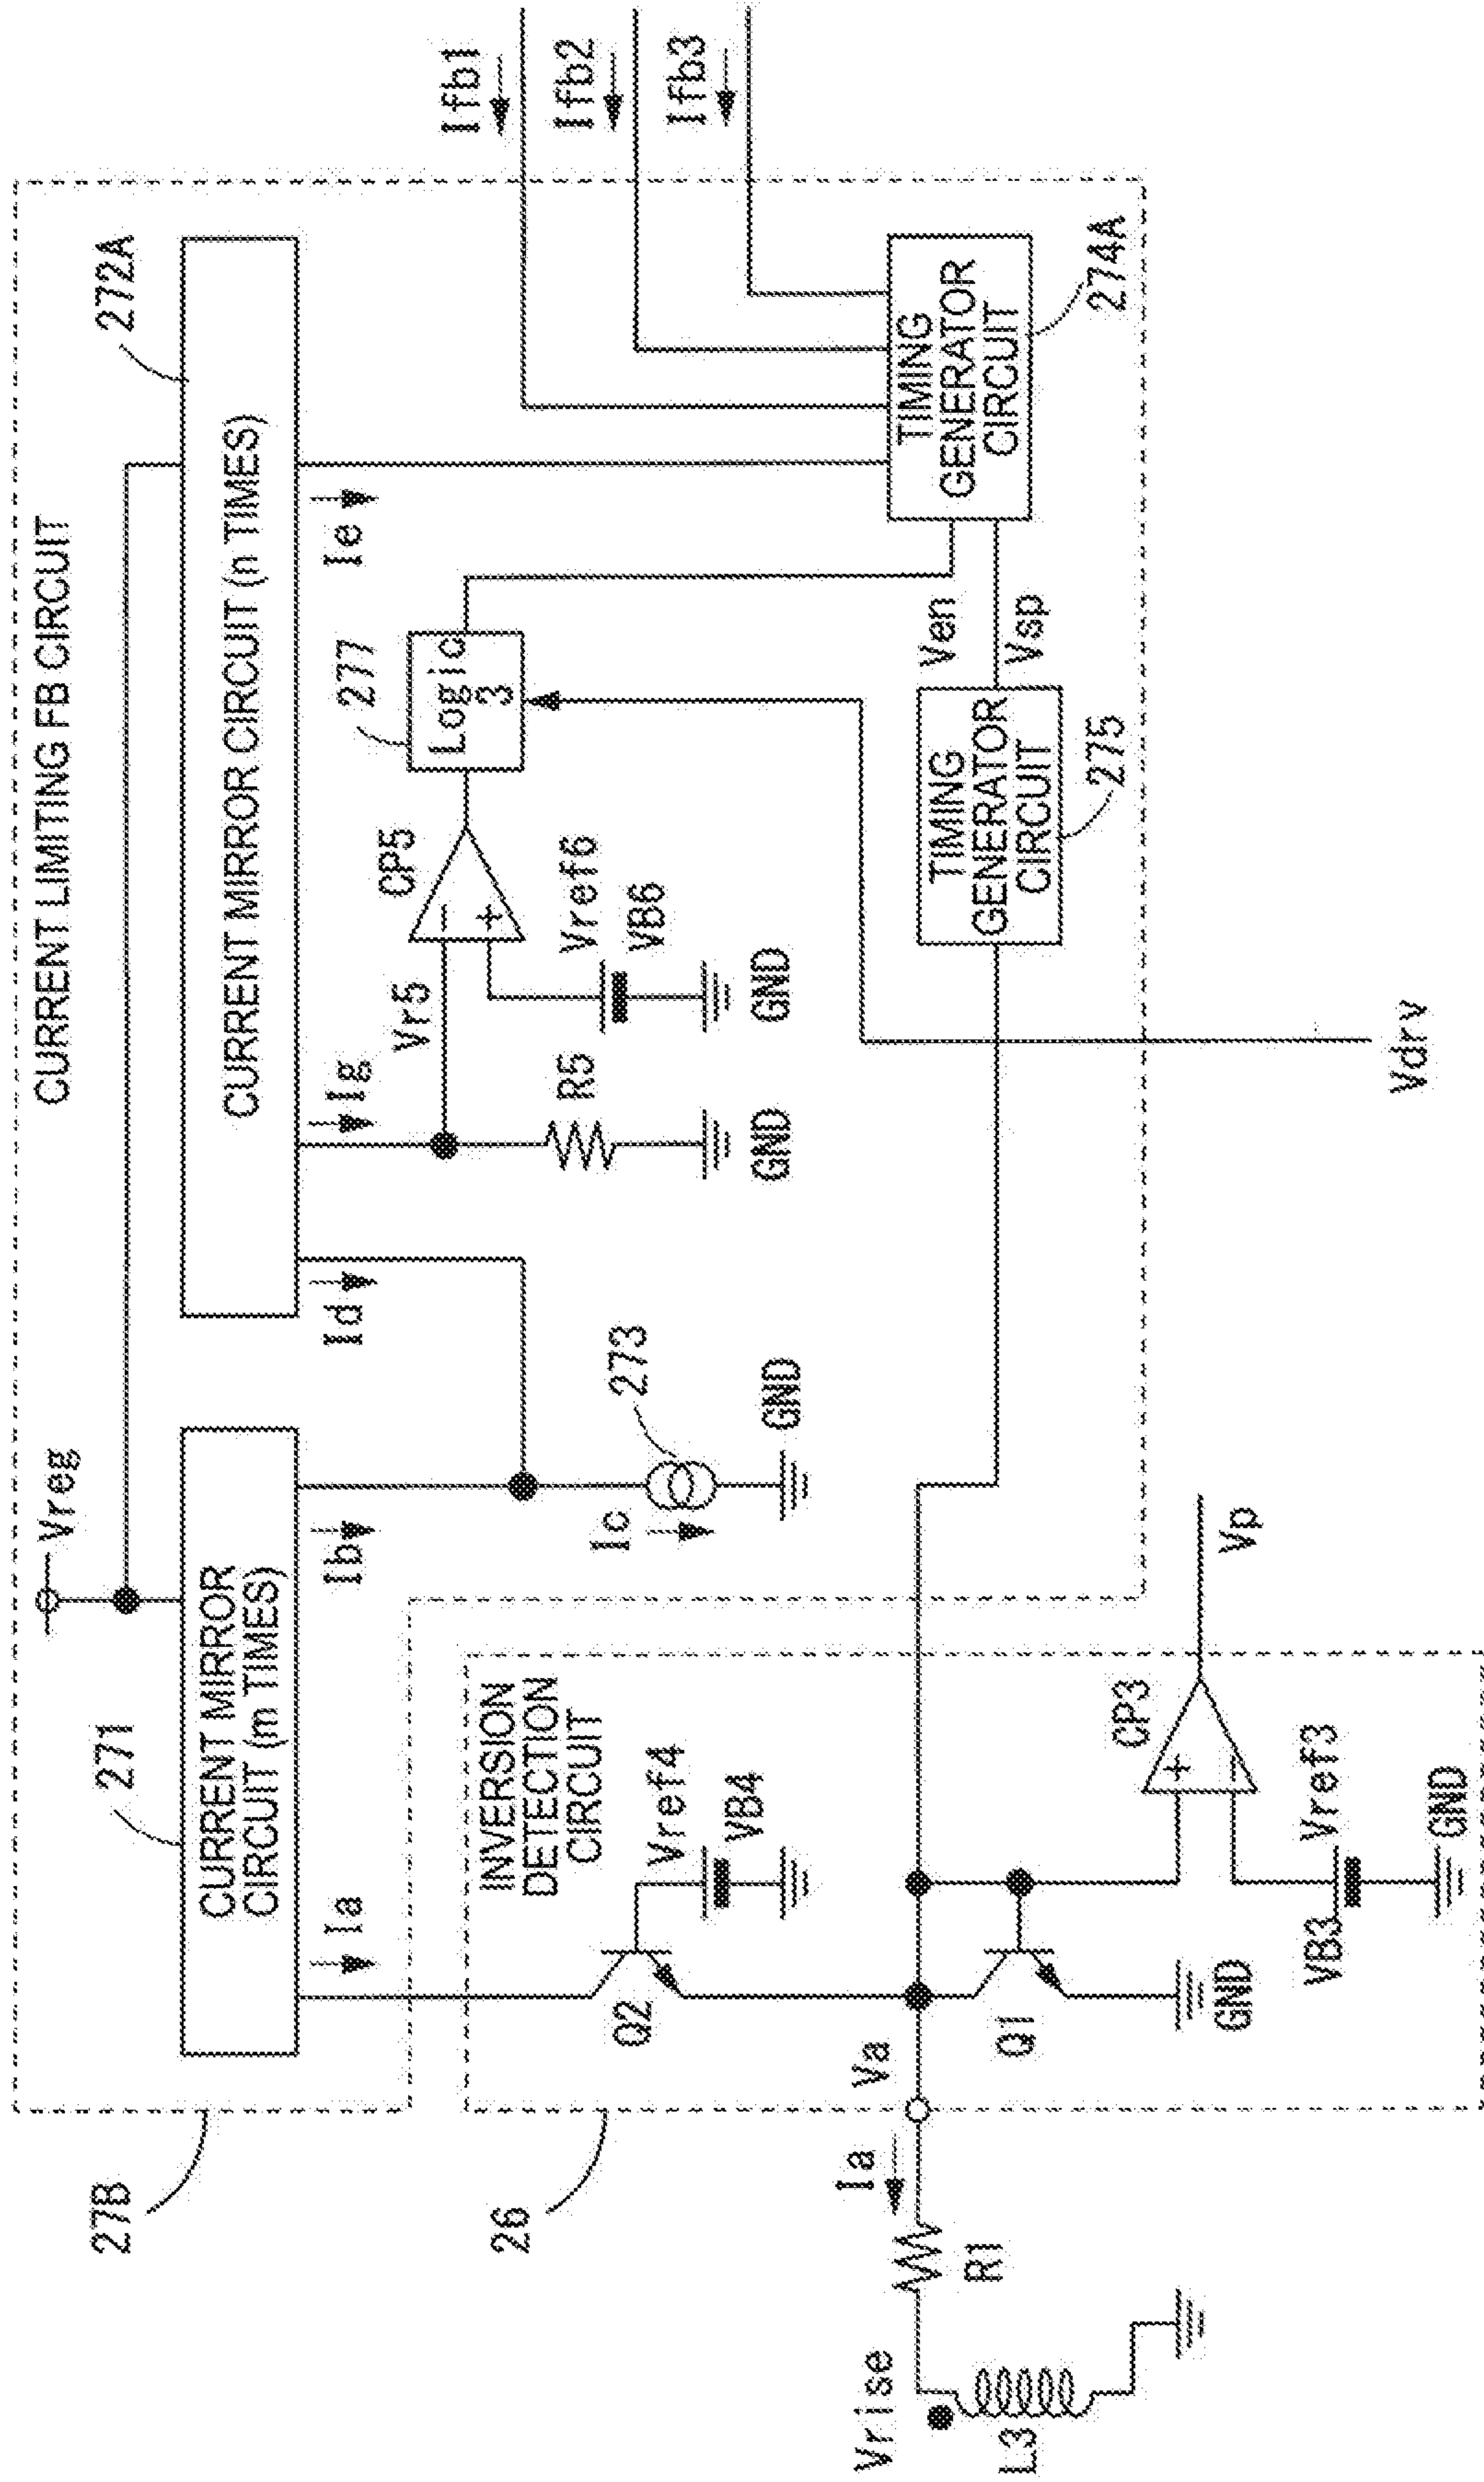 CURRENT LIMITING FB CIRCUIT
27B
271
Vreg
272A
CURRENT MIRROR
CIRCUIT (m TIMES)
CURRENT MIRROR CIRCUIT (n TIMES)
Ia
Ib
Id
Ig
Ie
Ifb1
Ifb2
Ifb3
Vr5
CP5
-
+
277
Logic
3
R5
GND
Vref6
VB6
GND
Ic
273
GND
26
INVERSION
DETECTION
CIRCUIT
Q2
Vref4
VB4
Vrise
Ia
Va
R1
L3
Q1
GND
CP3
+
-
Vp
VB3
Vref3
GND
TIMING
GENERATOR
CIRCUIT
275
Ven
Vsp
TIMING
GENERATOR
CIRCUIT
274A
Vdrv